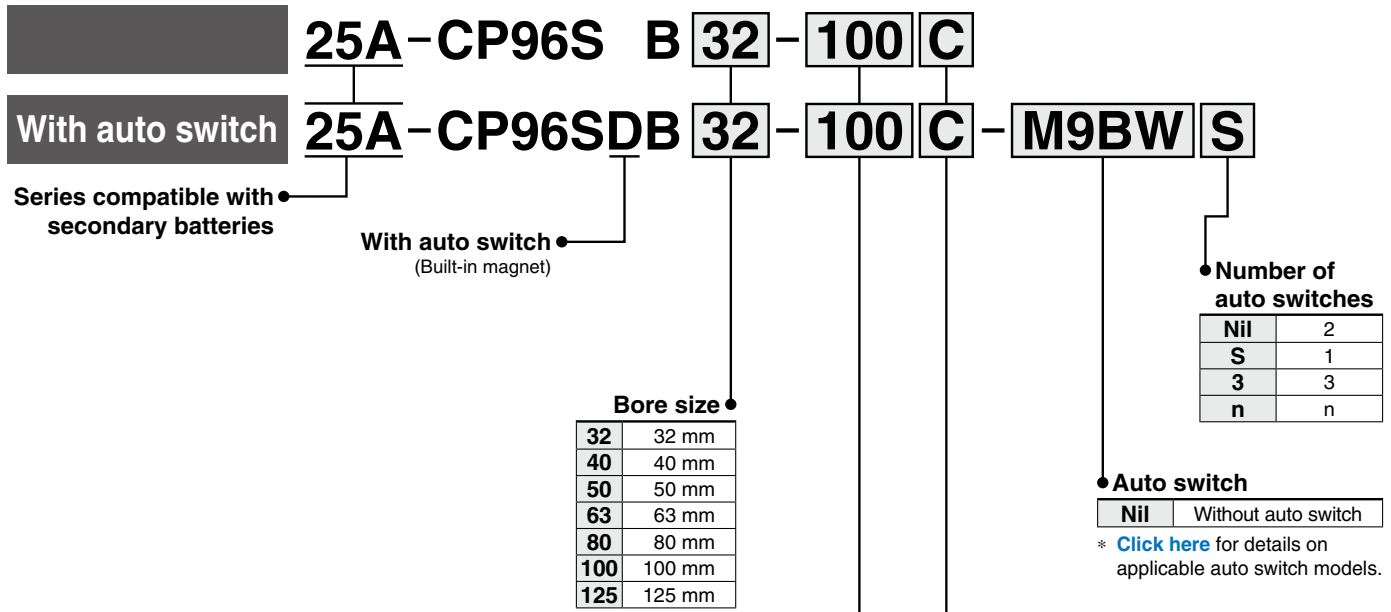 25A-CP96S B 32-100 C
With auto switch 25A-CP96SDB 32-100 C-M9BW S
Series compatible with
secondary batteries
With auto switch
(Built-in magnet)
Number of
auto switches
Nil 2
S 1
3 3
n n
Bore size
32 32 mm
40 40 mm
50 50 mm
63 63 mm
80 80 mm
100 100 mm
125 125 mm
Auto switch
Nil Without auto switch
* Click here for details on
applicable auto switch models.